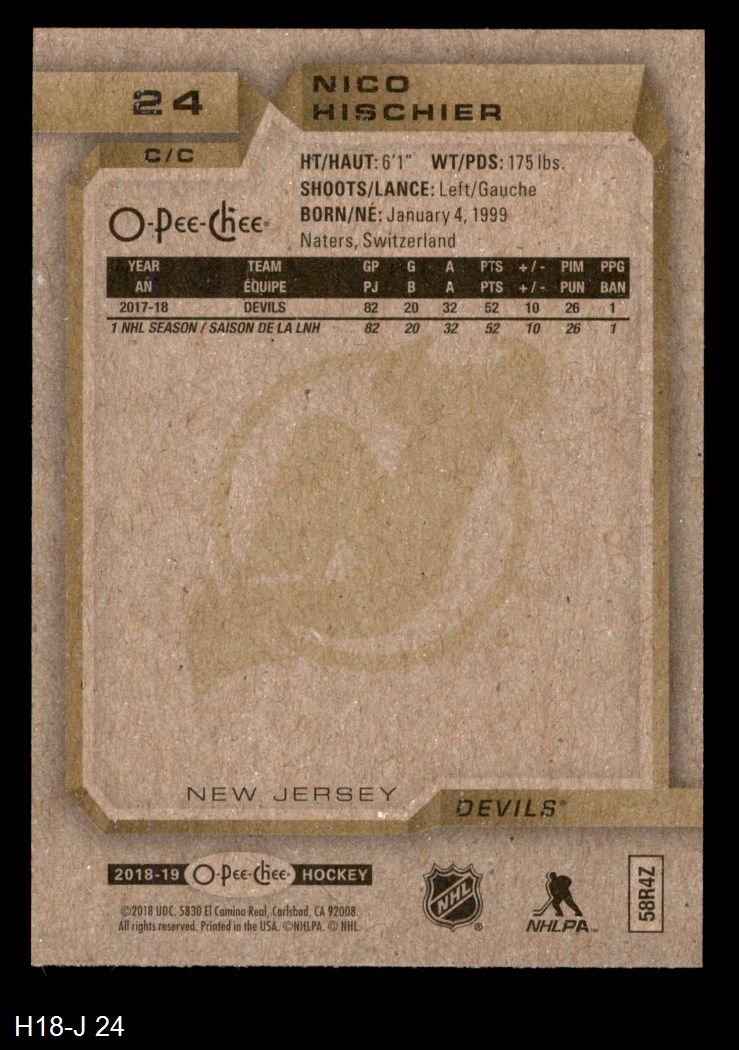 24
NICO
HISCHIER
C/C
HT/HAUT: 6'1" WT/PDS: 175 lbs.
SHOOTS/LANCE: Left/Gauche
BORN/NÉ: January 4, 1999
Naters, Switzerland
O-Pee-Chee
YEAR TEAM GP G A PTS +/- PIM PPG
AN ÉQUIPE PJ B A PTS +/- PUN BAN
2017-18 DEVILS 82 20 32 52 10 26 1
1 NHL SEASON / SAISON DE LA LNH 82 20 32 52 10 26 1
NEW JERSEY
DEVILS®
2018-19 O-Pee-Chee HOCKEY
©2018 UDC. 5830 El Camino Real, Carlsbad, CA 92008.
All rights reserved. Printed in the USA. ©NHLPA. © NHL.
NHL ®
NHLPA™
58R4Z
H18-J 24